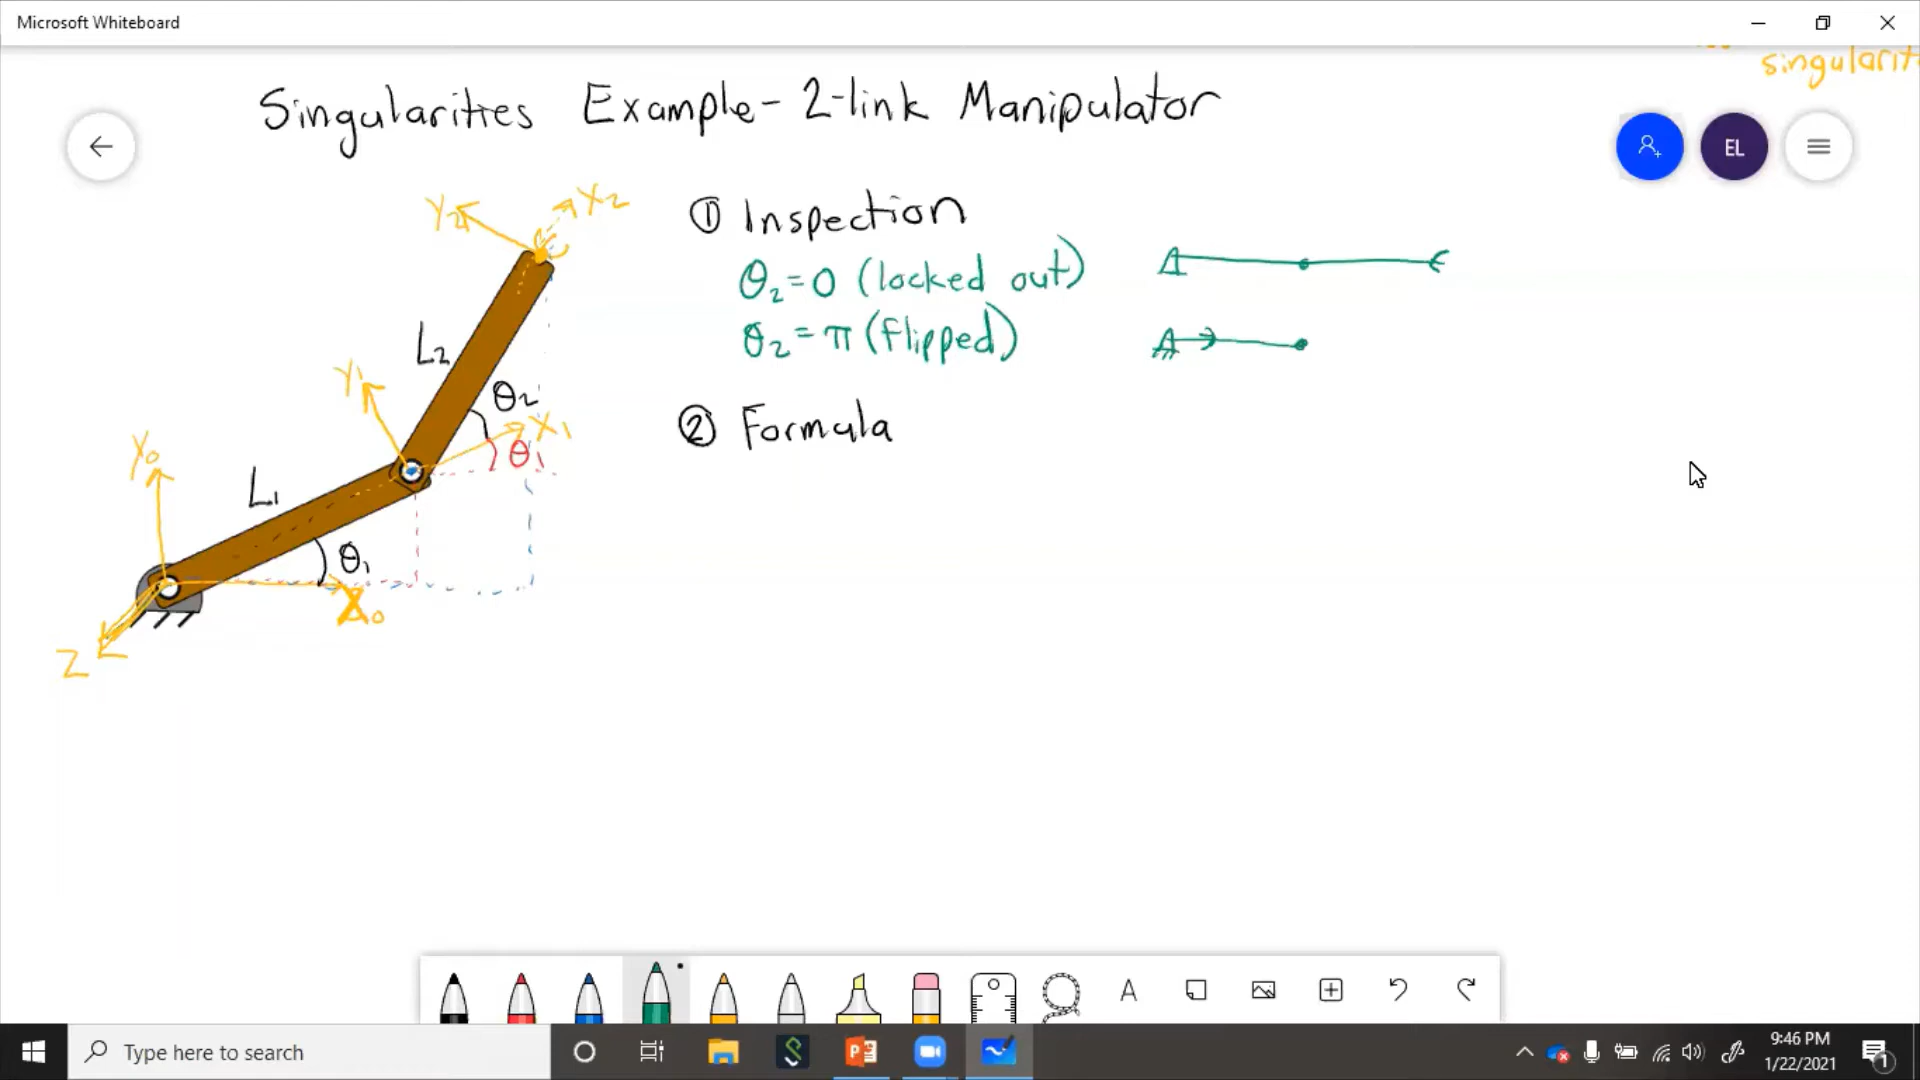 Microsoft Whiteboard
singularit
Singularities Example - 2-link Manipulator
EL
Y₂ X₂
① Inspection
θ₂ = 0 (locked out)
θ₂ = π (flipped)
L₂
Y₁
θ₂
X₁
θ₁
② Formula
Y₀
L₁
θ₁
X₀
Z
A
Type here to search
9:46 PM
1/22/2021
1